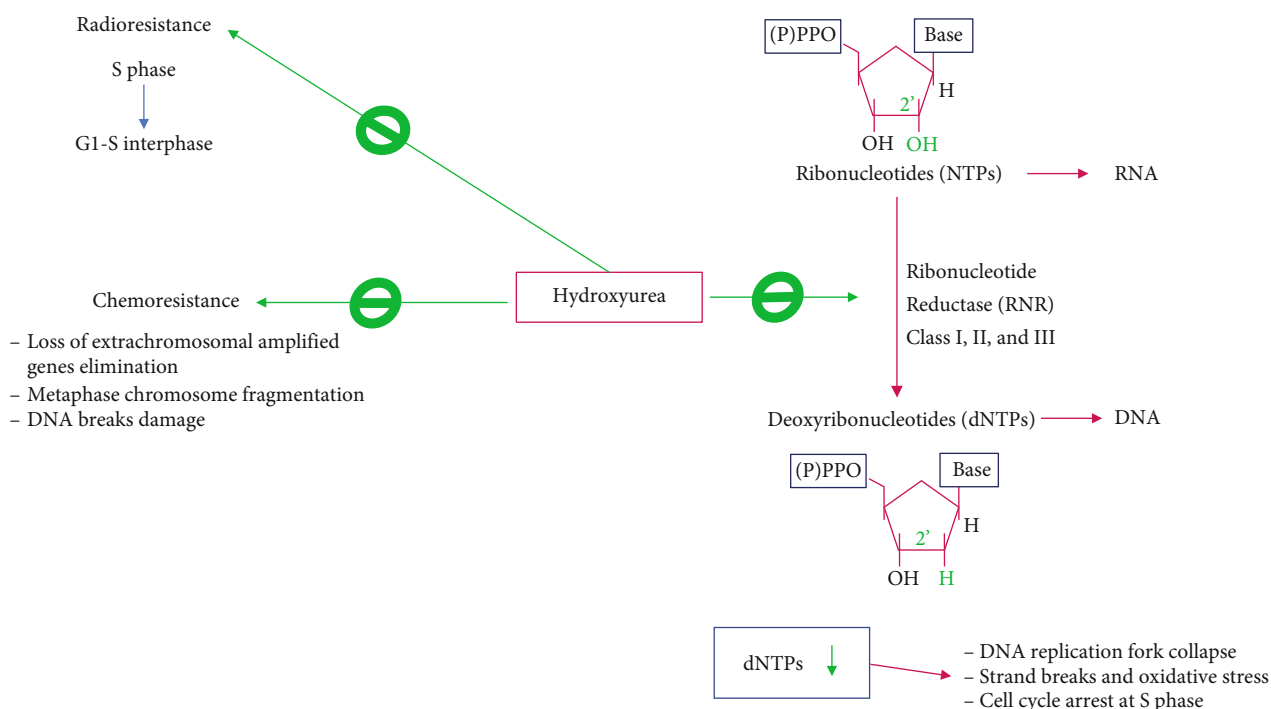 Radioresistance
S phase
G1-S interphase
(P)PPO
Base
H
2’
OH
OH
Ribonucleotides (NTPs)
RNA
Hydroxyurea
Chemoresistance
– Loss of extrachromosomal amplified
genes elimination
– Metaphase chromosome fragmentation
– DNA breaks damage
Ribonucleotide
Reductase (RNR)
Class I, II, and III
Deoxyribonucleotides (dNTPs)
DNA
(P)PPO
Base
H
2’
OH
H
dNTPs
– DNA replication fork collapse
– Strand breaks and oxidative stress
– Cell cycle arrest at S phase